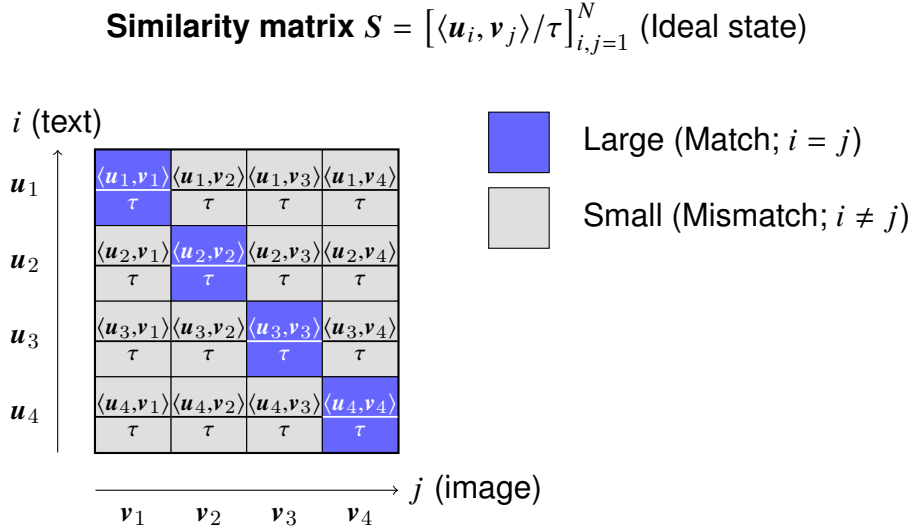 Similarity matrix S = [⟨u_i, v_j⟩/τ]_{i,j=1}^N (Ideal state)
i (text)
Large (Match; i = j)
Small (Mismatch; i ≠ j)
u_1 ⟨u_1,v_1⟩/τ ⟨u_1,v_2⟩/τ ⟨u_1,v_3⟩/τ ⟨u_1,v_4⟩/τ
u_2 ⟨u_2,v_1⟩/τ ⟨u_2,v_2⟩/τ ⟨u_2,v_3⟩/τ ⟨u_2,v_4⟩/τ
u_3 ⟨u_3,v_1⟩/τ ⟨u_3,v_2⟩/τ ⟨u_3,v_3⟩/τ ⟨u_3,v_4⟩/τ
u_4 ⟨u_4,v_1⟩/τ ⟨u_4,v_2⟩/τ ⟨u_4,v_3⟩/τ ⟨u_4,v_4⟩/τ
j (image)
v_1 v_2 v_3 v_4